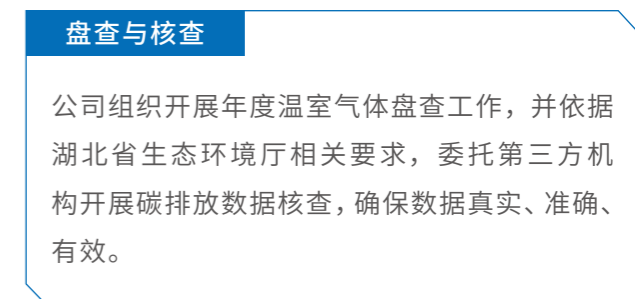 盘查与核查
公司组织开展年度温室气体盘查工作，并依据
湖北省生态环境厅相关要求，委托第三方机
构开展碳排放数据核查，确保数据真实、准确、
有效。